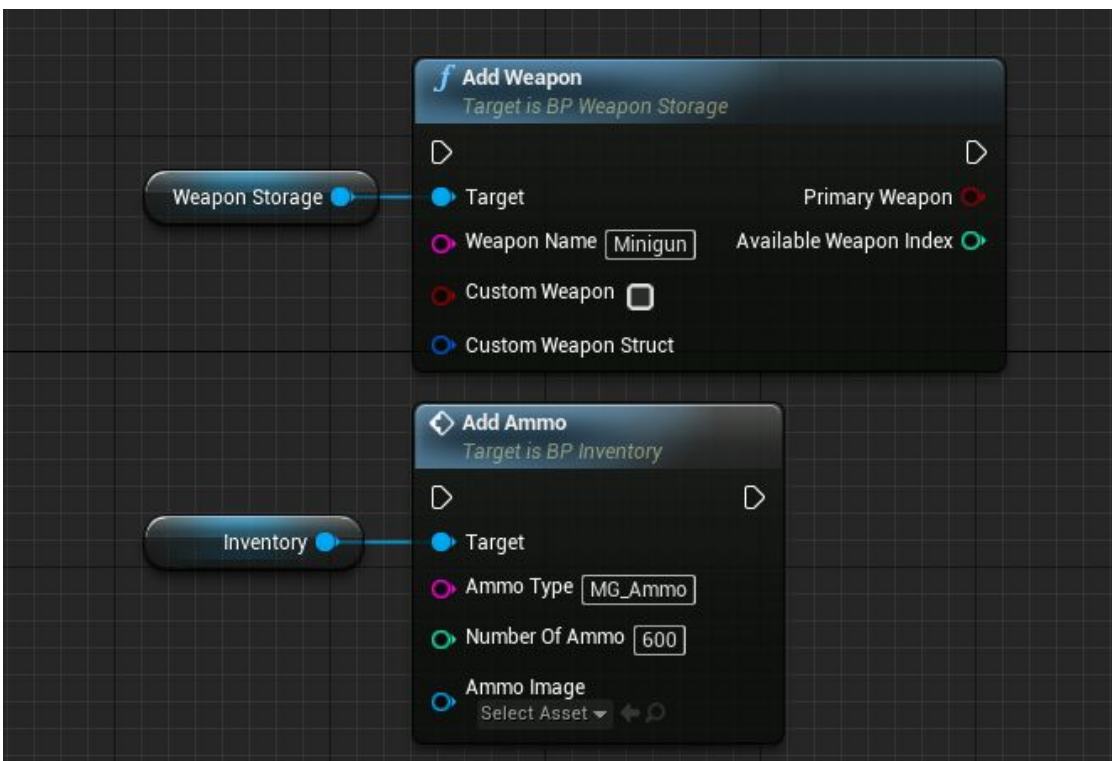 Add Weapon
Target is BP Weapon Storage
Weapon Storage
Target
Primary Weapon
Weapon Name Minigun
Available Weapon Index
Custom Weapon
Custom Weapon Struct
Add Ammo
Target is BP Inventory
Inventory
Target
Ammo Type MG_Ammo
Number Of Ammo 600
Ammo Image
Select Asset